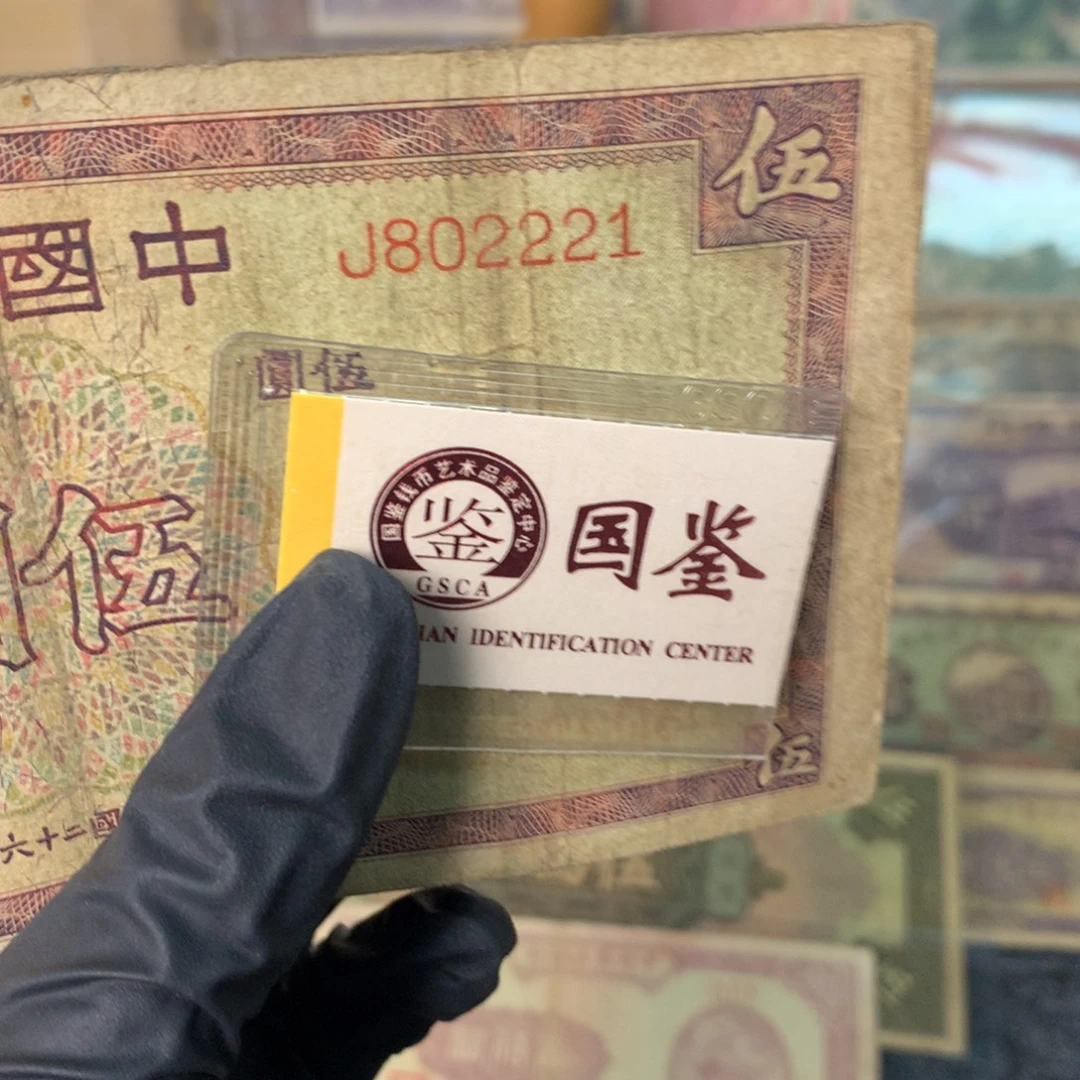 伍
國中
J802221
圓伍
国鉴钱币艺术品鉴定中心
鉴
GSCA
国鉴
IAN IDENTIFICATION CENTER
伍
伍
六十二國